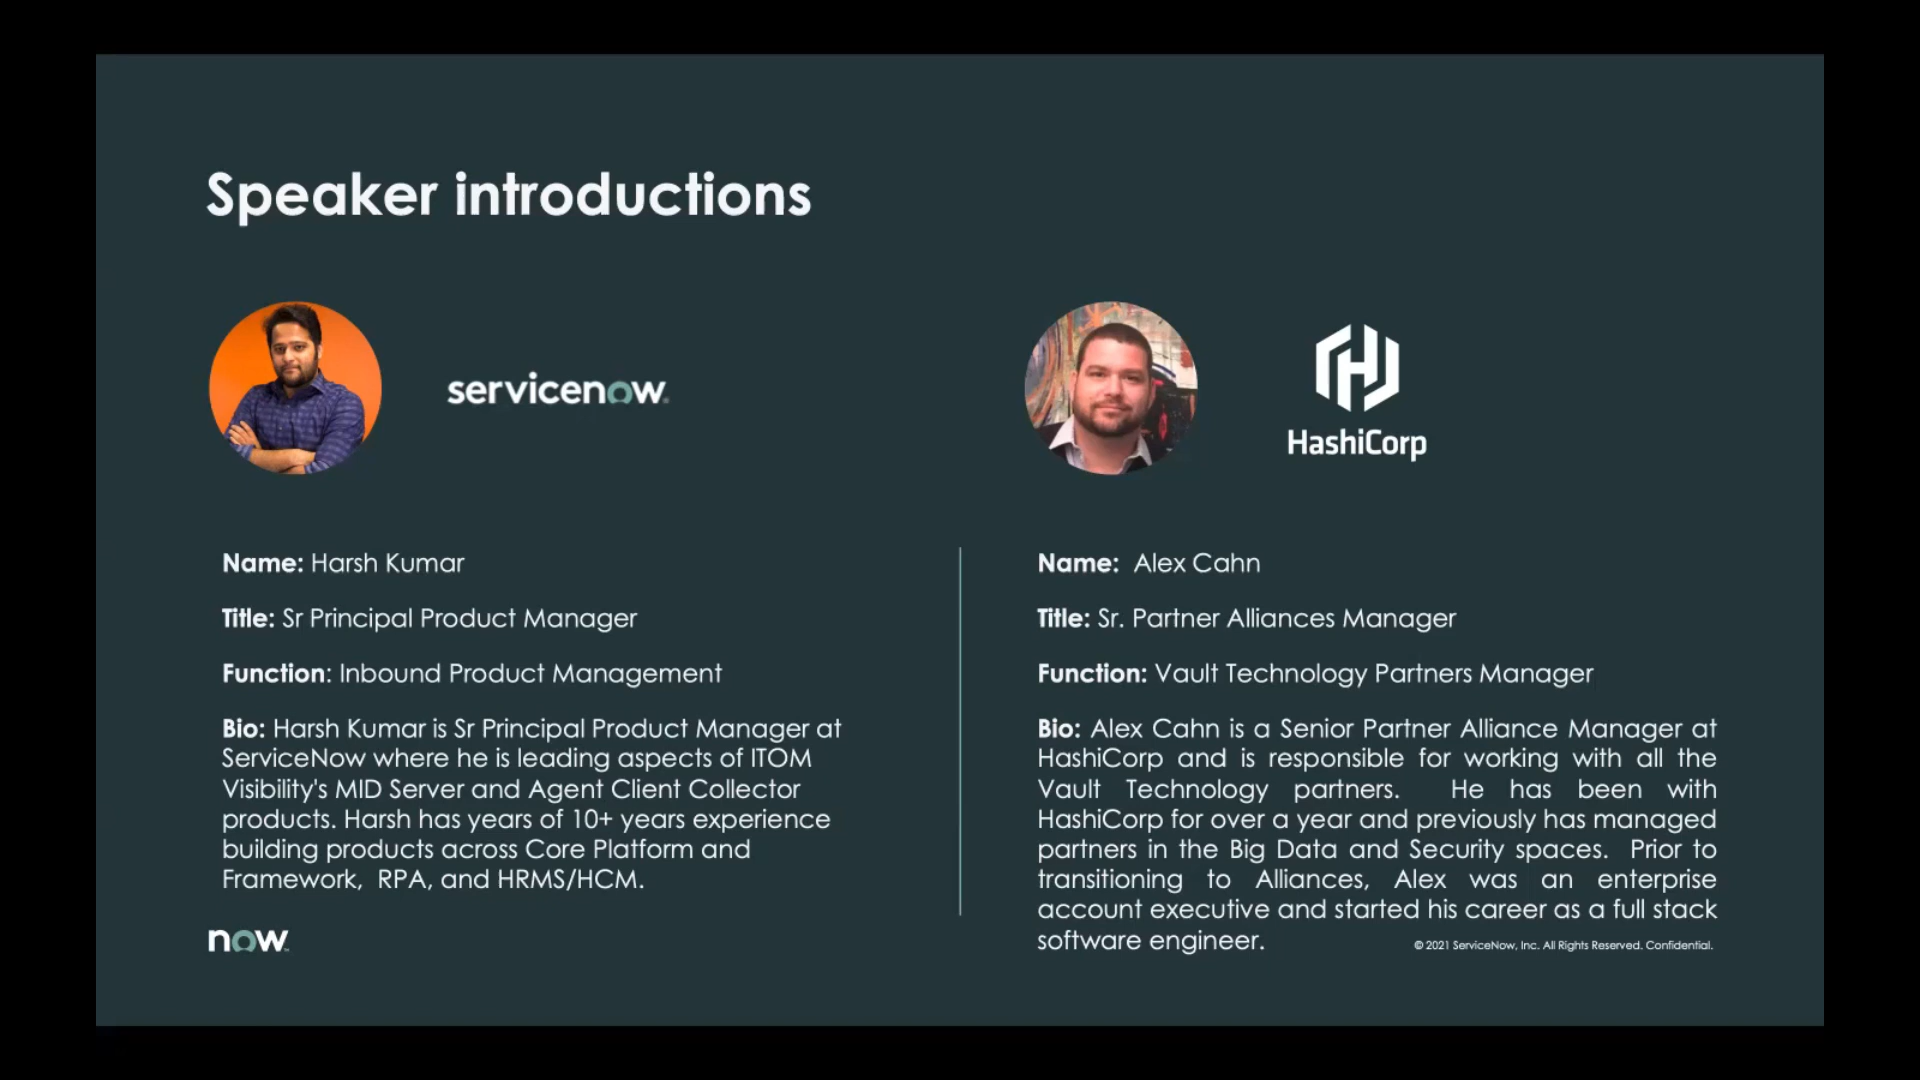 Speaker introductions
servicenow.
HashiCorp
Name: Harsh Kumar
Title: Sr Principal Product Manager
Function: Inbound Product Management
Bio: Harsh Kumar is Sr Principal Product Manager at
ServiceNow where he is leading aspects of ITOM
Visibility's MID Server and Agent Client Collector
products. Harsh has years of 10+ years experience
building products across Core Platform and
Framework,  RPA, and HRMS/HCM.
Name:  Alex Cahn
Title: Sr. Partner Alliances Manager
Function: Vault Technology Partners Manager
Bio: Alex Cahn is a Senior Partner Alliance Manager at
HashiCorp and is responsible for working with all the
Vault Technology partners.  He has been with
HashiCorp for over a year and previously has managed
partners in the Big Data and Security spaces.  Prior to
transitioning to Alliances, Alex was an enterprise
account executive and started his career as a full stack
software engineer.
now
© 2021 ServiceNow, Inc. All Rights Reserved. Confidential.